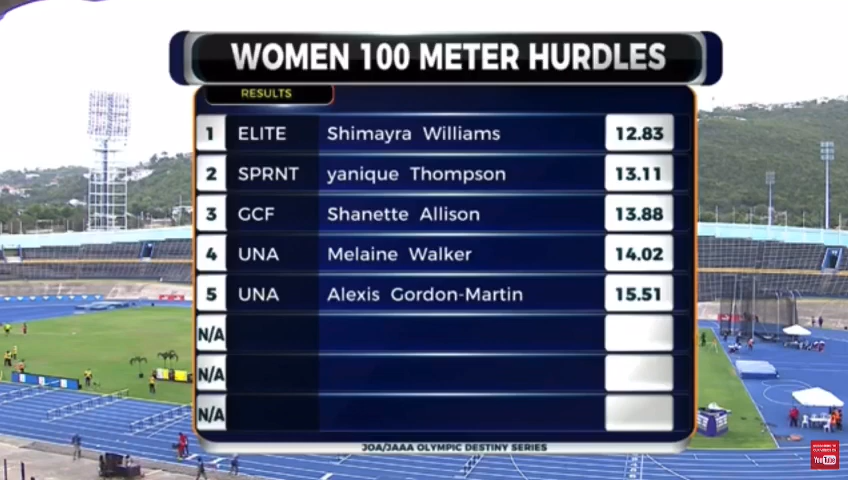 WOMEN 100 METER HURDLES
RESULTS
1 ELITE Shimayra Williams 12.83
2 SPRNT yanique Thompson 13.11
3 GCF Shanette Allison 13.88
4 UNA Melaine Walker 14.02
5 UNA Alexis Gordon-Martin 15.51
N/A
N/A
N/A
JOA/JAAA OLYMPIC DESTINY SERIES
YouTube